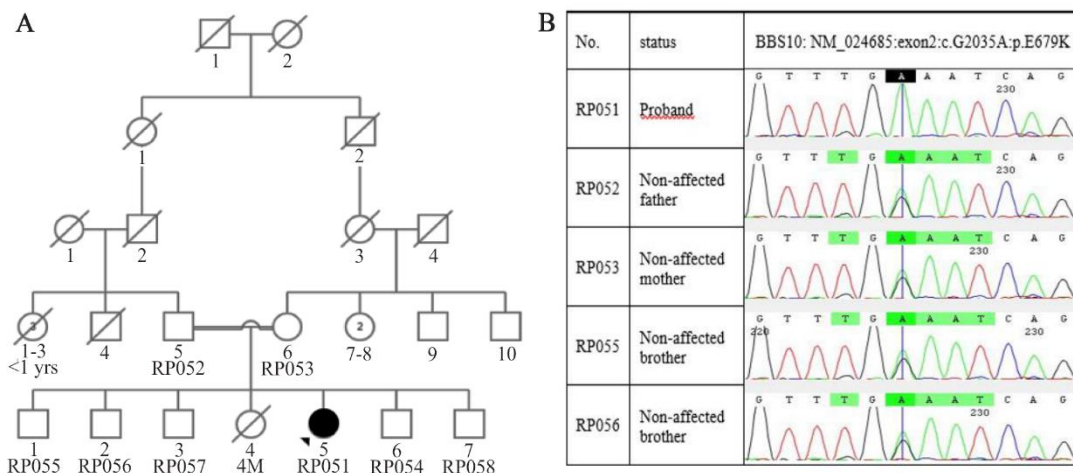 A
1 2
1 2
1 2 3 4
3 2
1-3 4 5 6 7-8 9 10
<1 yrs RP052 RP053
1 2 3 4 5 6 7
RP055 RP056 RP057 4M RP051 RP054 RP058
B
No. status BBS10: NM_024685:exon2:c.G2035A:p.E679K
G T T T G A A A T C A G
230
RP051 Proband
G T T T G A A A T C A G
230
RP052 Non-affected
father
G T T T G A A A T C A G
230
RP053 Non-affected
mother
G T T T G A A A T C A G
220 230
RP055 Non-affected
brother
G T T T G A A A T C A G
230
RP056 Non-affected
brother